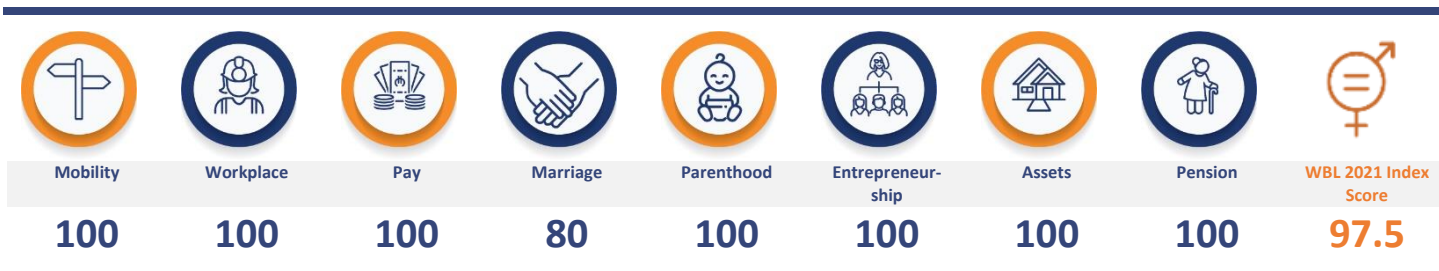 Mobility Workplace Pay Marriage Parenthood Entrepreneur-ship Assets Pension WBL 2021 Index Score
100 100 100 80 100 100 100 100 97.5